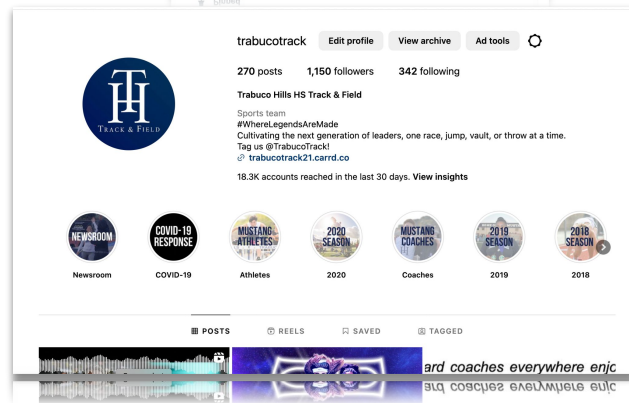 trabucotrack Edit profile View archive Ad tools
270 posts 1,150 followers 342 following
Trabuco Hills HS Track & Field
Sports team
#WhereLegendsAreMade
Cultivating the next generation of leaders, one race, jump, vault, or throw at a time.
Tag us @TrabucoTrack!
trabucotrack21.carrd.co
18.3K accounts reached in the last 30 days. View insights
TH
TRACK & FIELD
NEWSROOM
COVID-19
RESPONSE
MUSTANG
ATHLETES
2020
SEASON
MUSTANG
COACHES
2019
SEASON
2018
SEASON
Newsroom COVID-19 Athletes 2020 Coaches 2019 2018
POSTS REELS SAVED TAGGED
ard coaches everywhere enjo